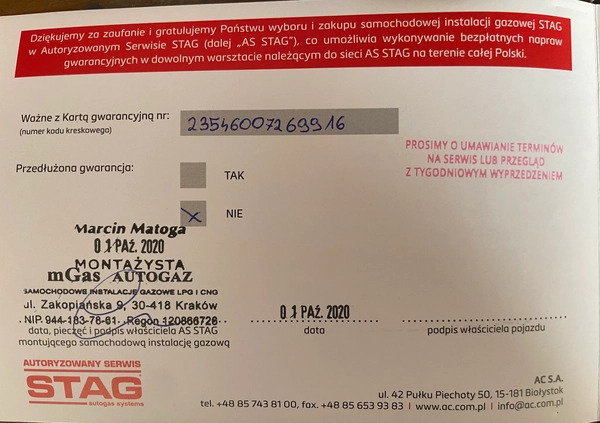 Dziękujemy za zaufanie i gratulujemy Państwu wyboru i zakupu samochodowej instalacji gazowej STAG
w Autoryzowanym Serwisie STAG (dalej „AS STAG”), co umożliwia wykonywanie bezpłatnych napraw
gwarancyjnych w dowolnym warsztacie należącym do sieci AS STAG na terenie całej Polski.
Ważne z Kartą gwarancyjną nr:
(numer kodu kreskowego)
23546007269916
PROSIMY O UMAWIANIE TERMINÓW
NA SERWIS LUB PRZEGLĄD
Z TYGODNIOWYM WYPRZEDZENIEM
Przedłużona gwarancja:
TAK
X NIE
Marcin Matoga
01 PAŹ. 2020
MONTAŻYSTA
mGas AUTOGAZ
SAMOCHODOWE INSTALACJE GAZOWE LPG I CNG
ul. Zakopiańska 9, 30-418 Kraków
NIP 944-183-78-81 Regon 120866728
data, pieczęć i podpis właściciela AS STAG
montującego samochodową instalację gazową
01 PAŹ. 2020
data
podpis właściciela pojazdu
AUTORYZOWANY SERWIS
STAG
autogas systems
AC S.A.
ul. 42 Pułku Piechoty 50, 15-181 Białystok
tel. +48 85 743 81 00, fax. +48 85 653 93 83 | www.ac.com.pl | info@ac.com.pl